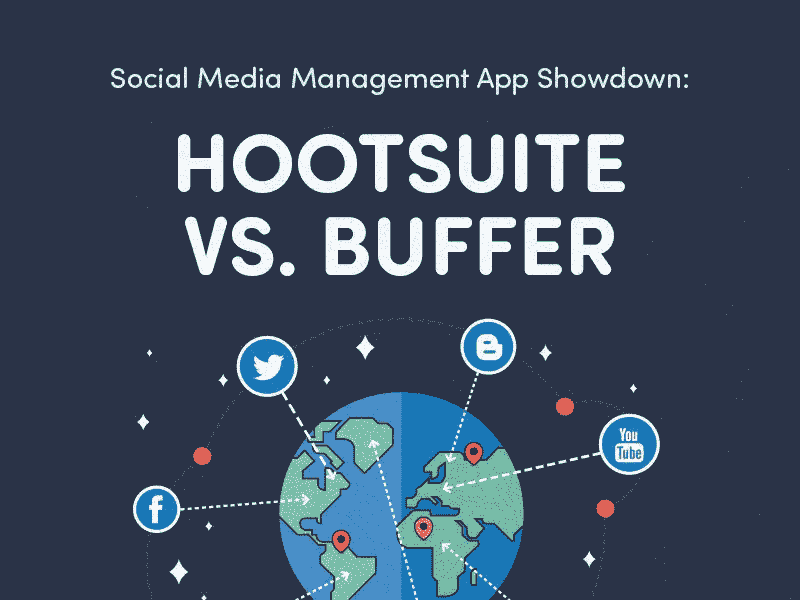 Social Media Management App Showdown:
HOOTSUITE
VS. BUFFER
You
Tube